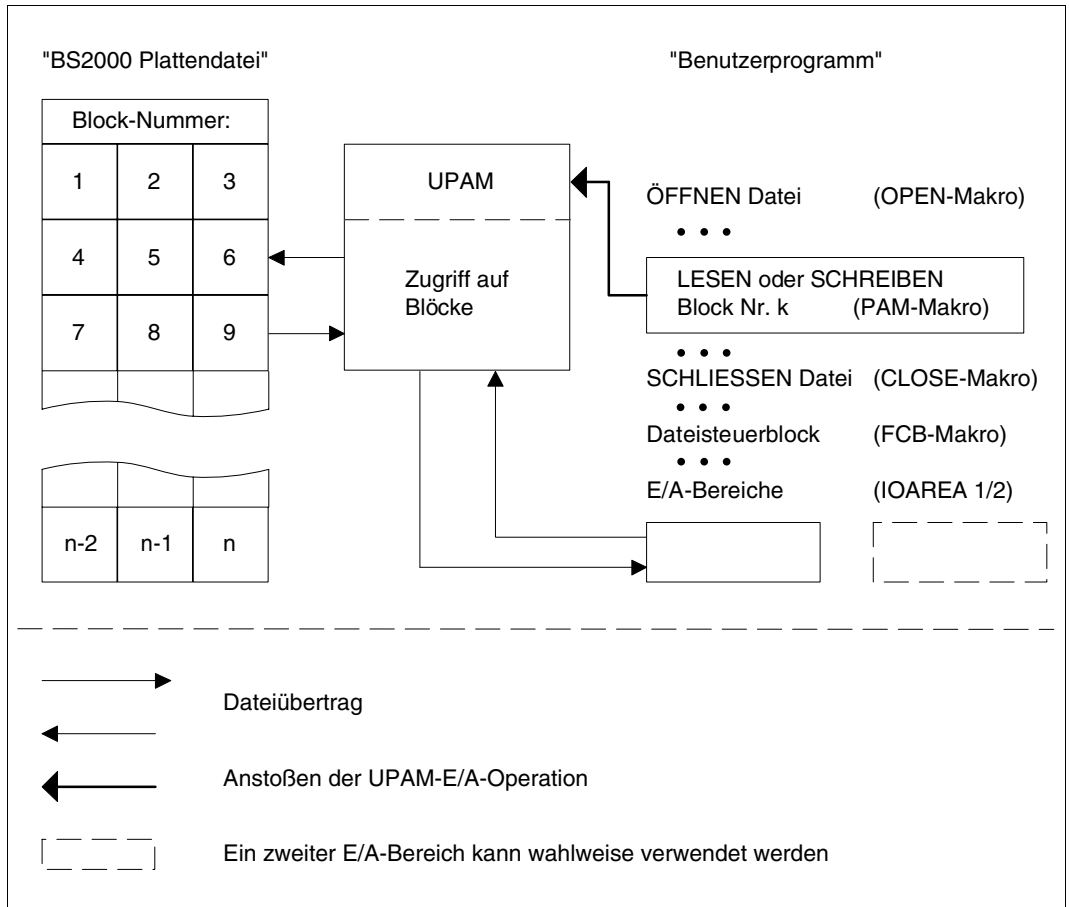 "BS2000 Plattendatei"
"Benutzerprogramm"
Block-Nummer:
1 2 3
4 5 6
7 8 9
n-2 n-1 n
UPAM
Zugriff auf
Blöcke
ÖFFNEN Datei (OPEN-Makro)
• • •
LESEN oder SCHREIBEN
Block Nr. k (PAM-Makro)
• • •
SCHLIESSEN Datei (CLOSE-Makro)
• • •
Dateisteuerblock (FCB-Makro)
• • •
E/A-Bereiche (IOAREA 1/2)
Dateiübertrag
Anstoßen der UPAM-E/A-Operation
Ein zweiter E/A-Bereich kann wahlweise verwendet werden